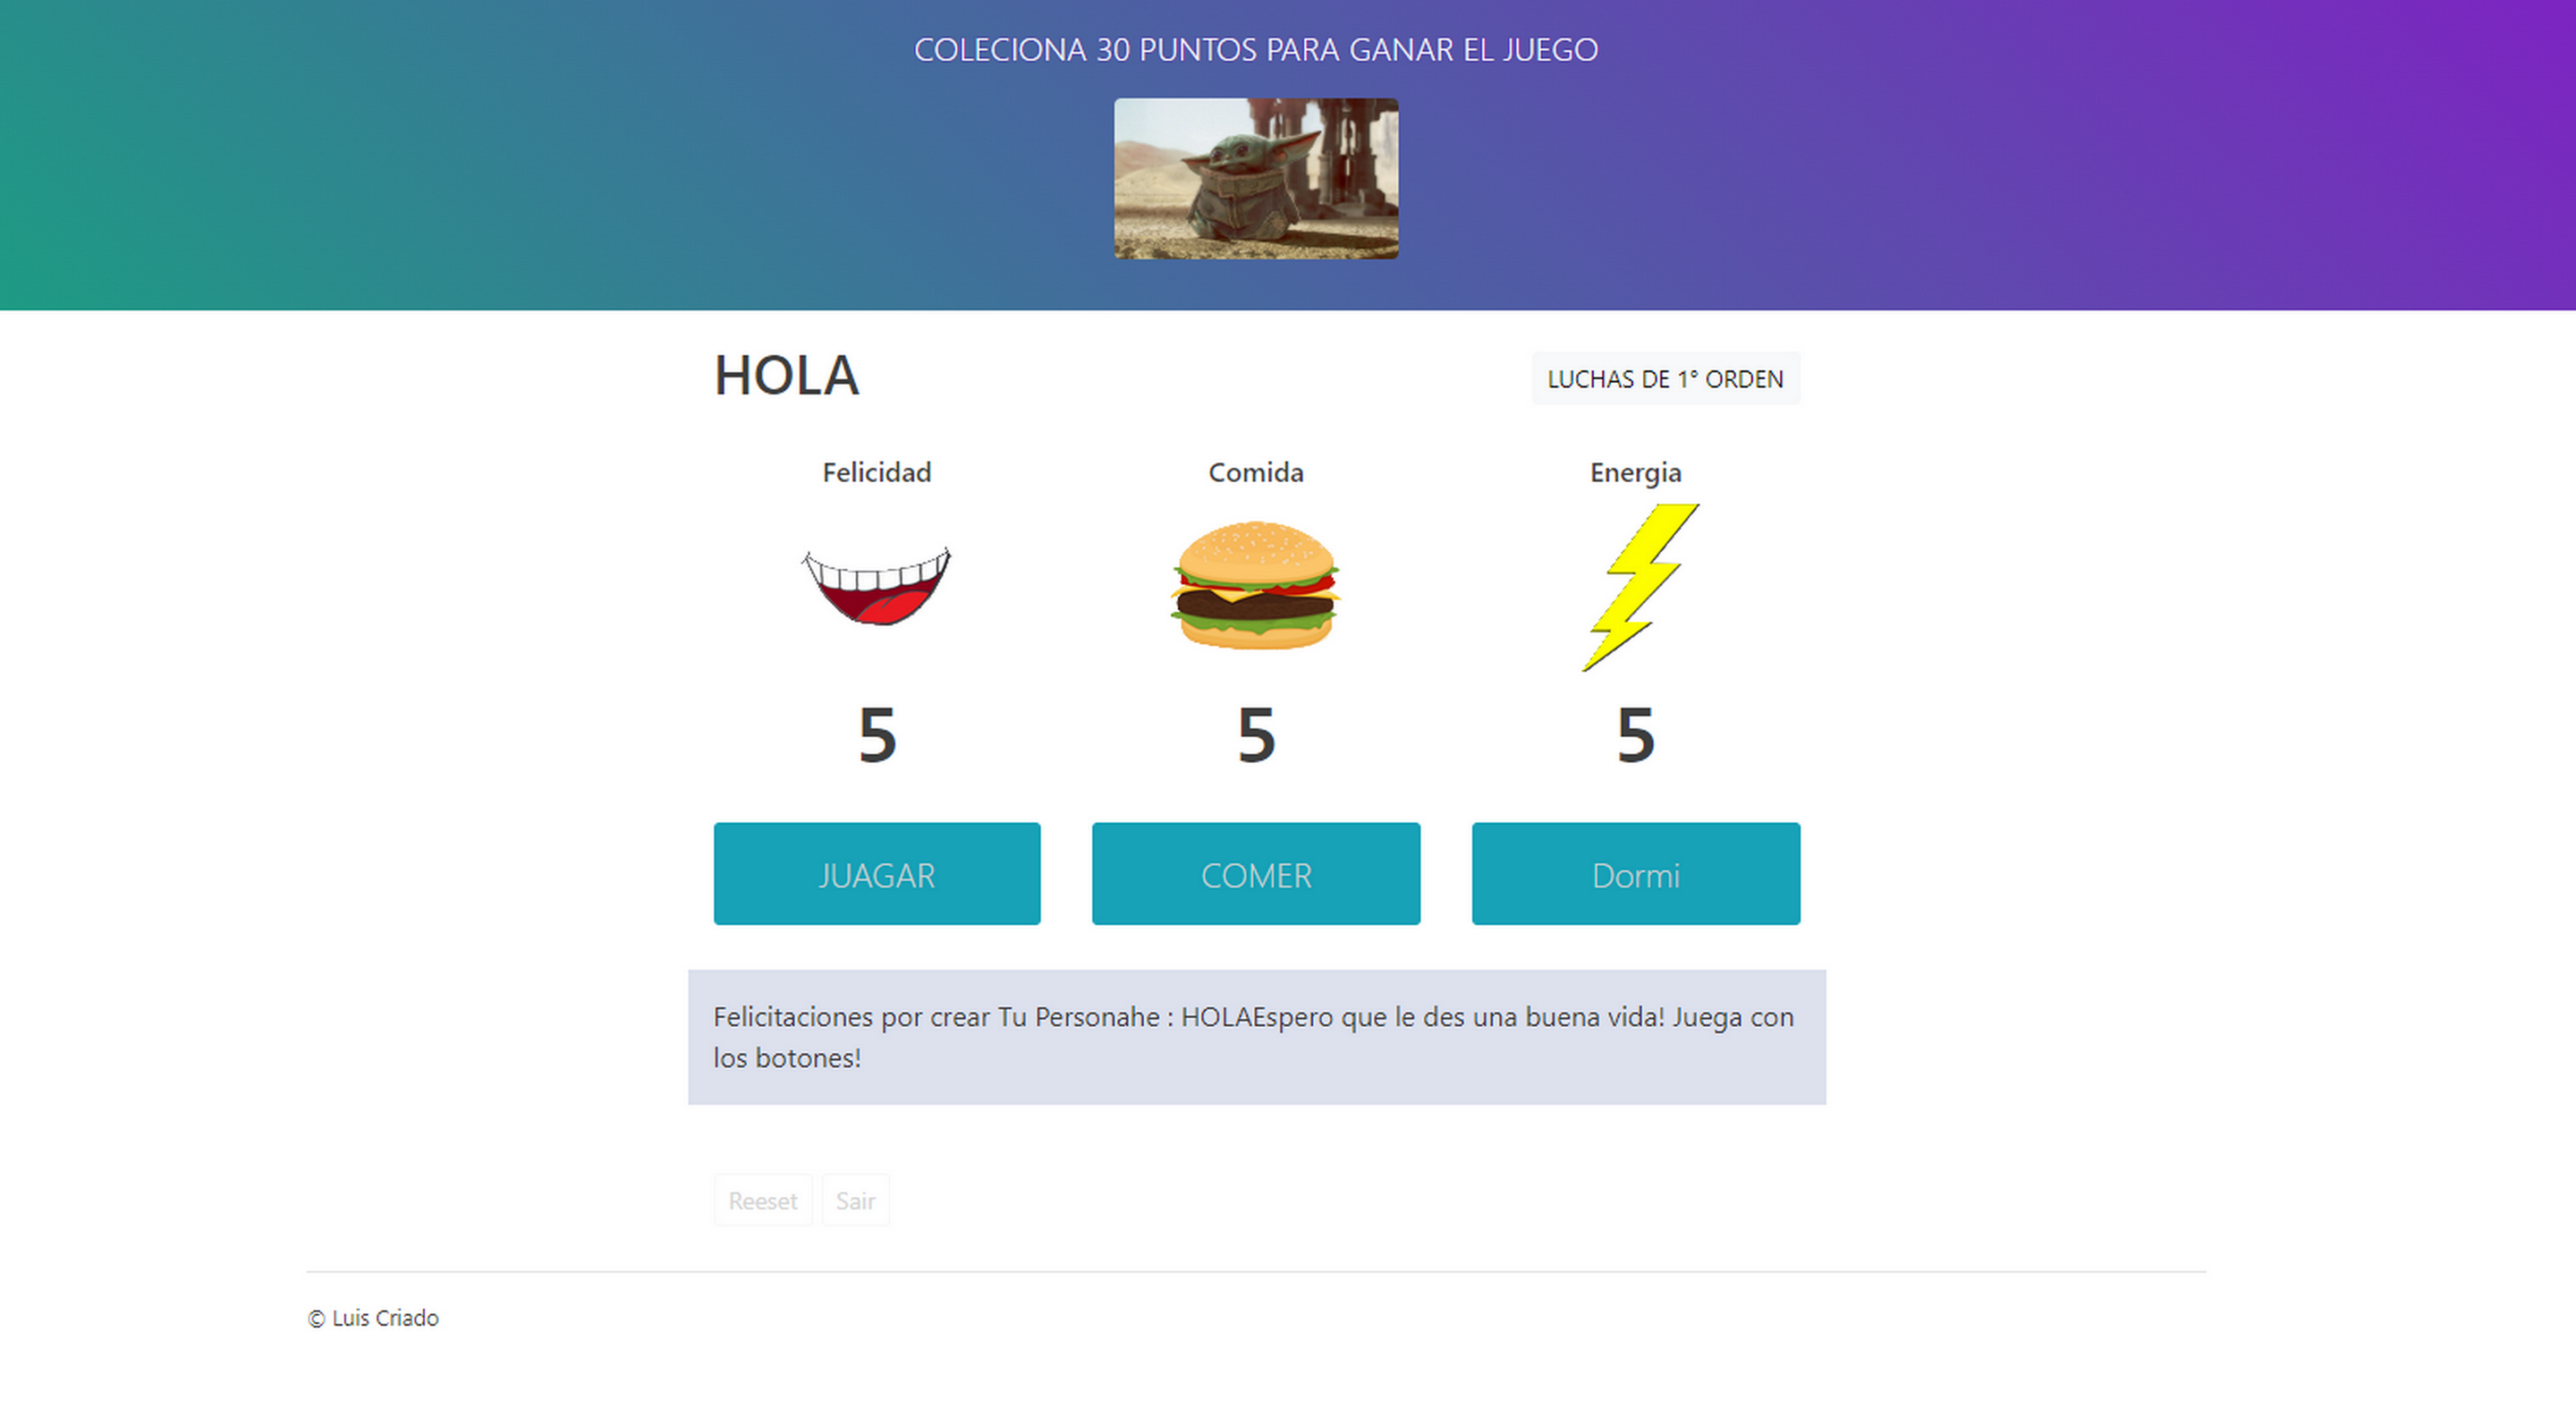 COLECIONA 30 PUNTOS PARA GANAR EL JUEGO
HOLA
LUCHAS DE 1° ORDEN
Felicidad
Comida
Energia
5
5
5
JUAGAR
COMER
Dormi
Felicitaciones por crear Tu Personahe : HOLAEspero que le des una buena vida! Juega con
los botones!
Reeset
Sair
© Luis Criado